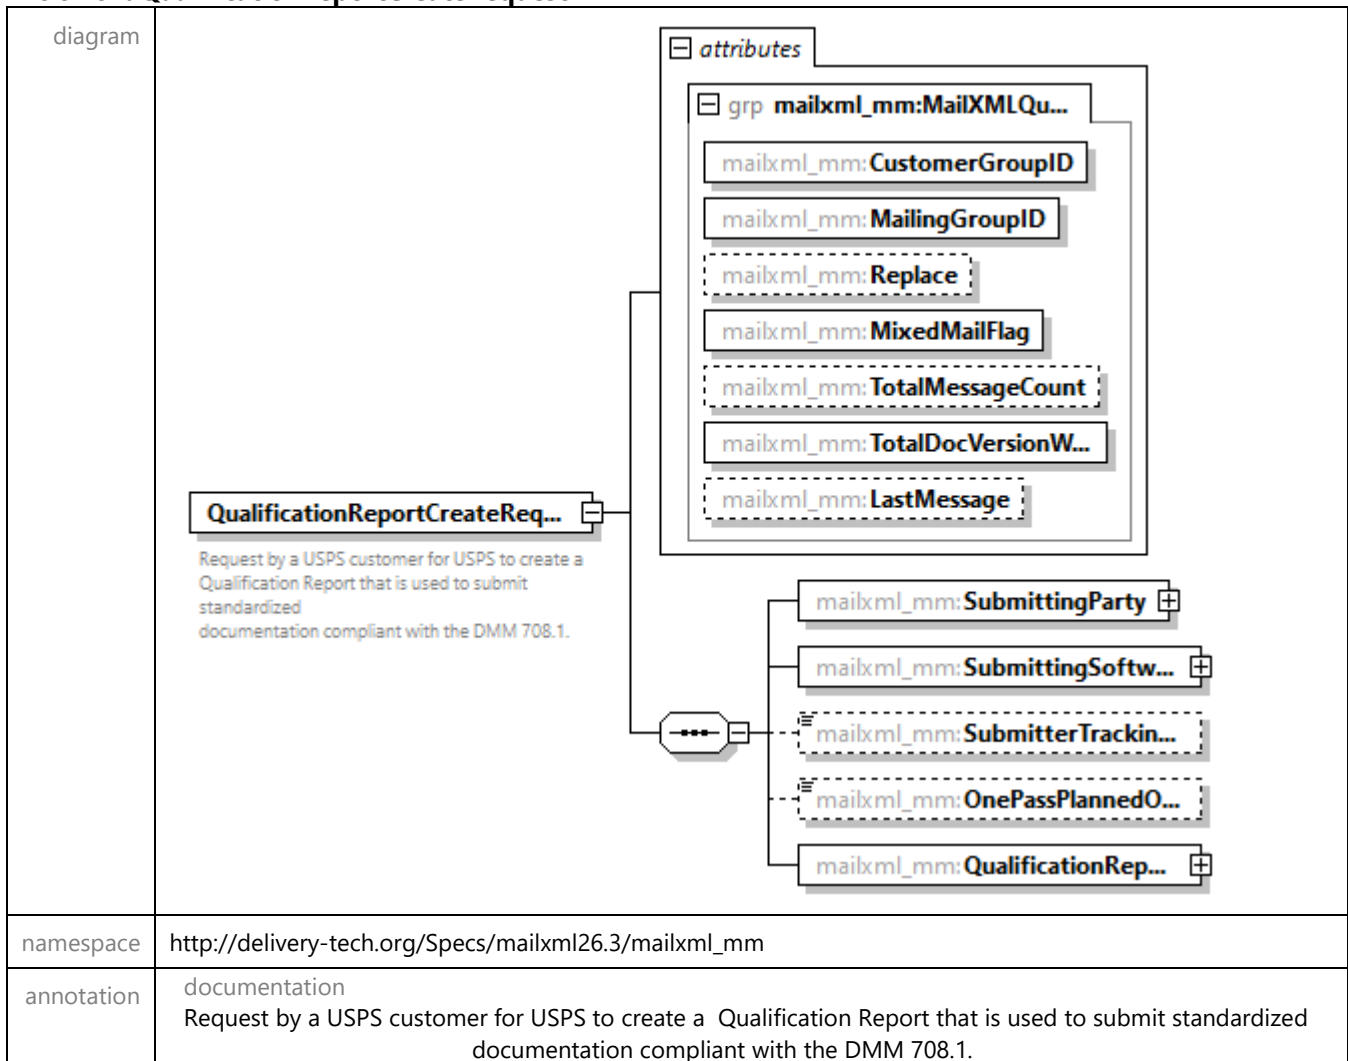 diagram
attributes
grp mailxml_mm:MailXMLQu...
mailxml_mm:CustomerGroupID
mailxml_mm:MailingGroupID
mailxml_mm:Replace
mailxml_mm:MixedMailFlag
mailxml_mm:TotalMessageCount
mailxml_mm:TotalDocVersionW...
mailxml_mm:LastMessage
QualificationReportCreateReq...
Request by a USPS customer for USPS to create a
Qualification Report that is used to submit
standardized
documentation compliant with the DMM 708.1.
mailxml_mm:SubmittingParty
mailxml_mm:SubmittingSoftw...
mailxml_mm:SubmitterTrackin...
mailxml_mm:OnePassPlannedO...
mailxml_mm:QualificationRep...
namespace http://delivery-tech.org/Specs/mailxml26.3/mailxml_mm
annotation documentation
Request by a USPS customer for USPS to create a  Qualification Report that is used to submit standardized
documentation compliant with the DMM 708.1.